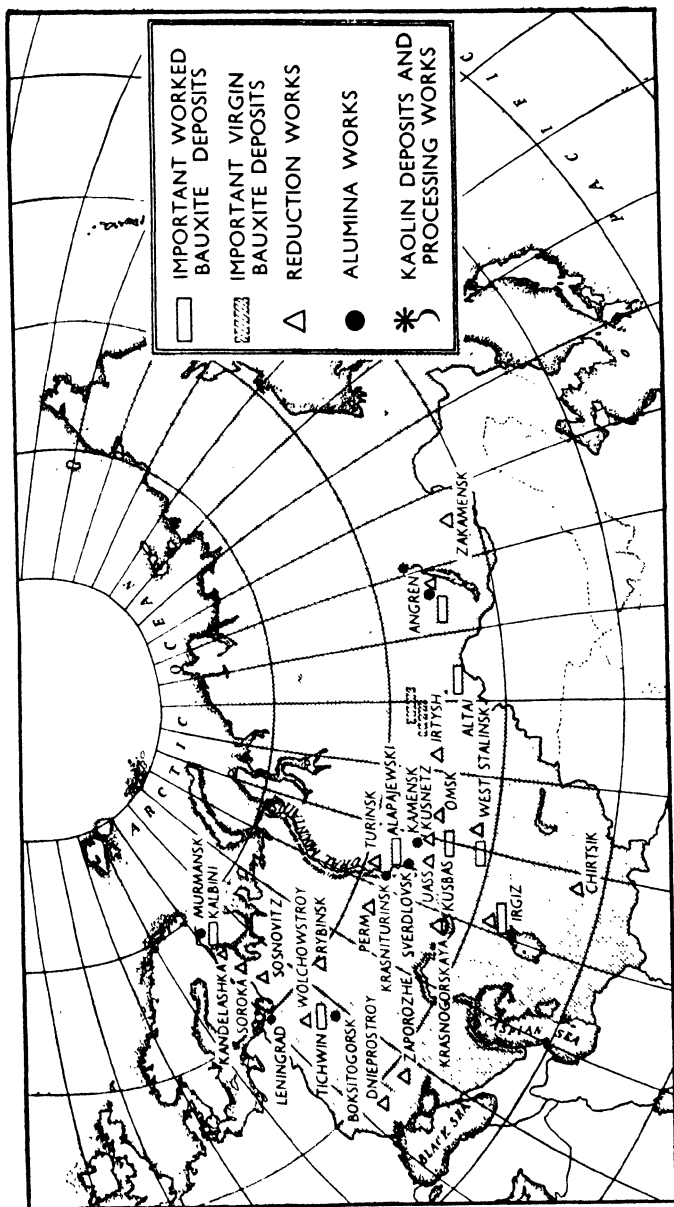 IMPORTANT WORKED
BAUXITE DEPOSITS
IMPORTANT VIRGIN
BAUXITE DEPOSITS
REDUCTION WORKS
ALUMINA WORKS
KAOLIN DEPOSITS AND
PROCESSING WORKS
PACIFIC
ARCTIC OCEAN
MURMANSK
KALBINI
KANDELASHKA
SOROKA
SOSNOVITZ
LENINGRAD
WOLCHOWSTROY
RYBINSK
TICHWIN
BOKSITOGORSK
DNIEPROSTROY
ZAPOROZHE
PERM
KRASNITURINSK
TURINSK
ALAPAJEWSKI
SVERDLOVSK
KAMENSK
UASS
KUSNETZ
KUSBAS
OMSK
KRASNOGORSKAYA
IRTYSH
ALTAI
WEST STALINSK
IRGIZ
CHIRTSIK
ANGREN
ZAKAMENSK
URAL MOUNTAINS
BLACK SEA
CASPIAN SEA